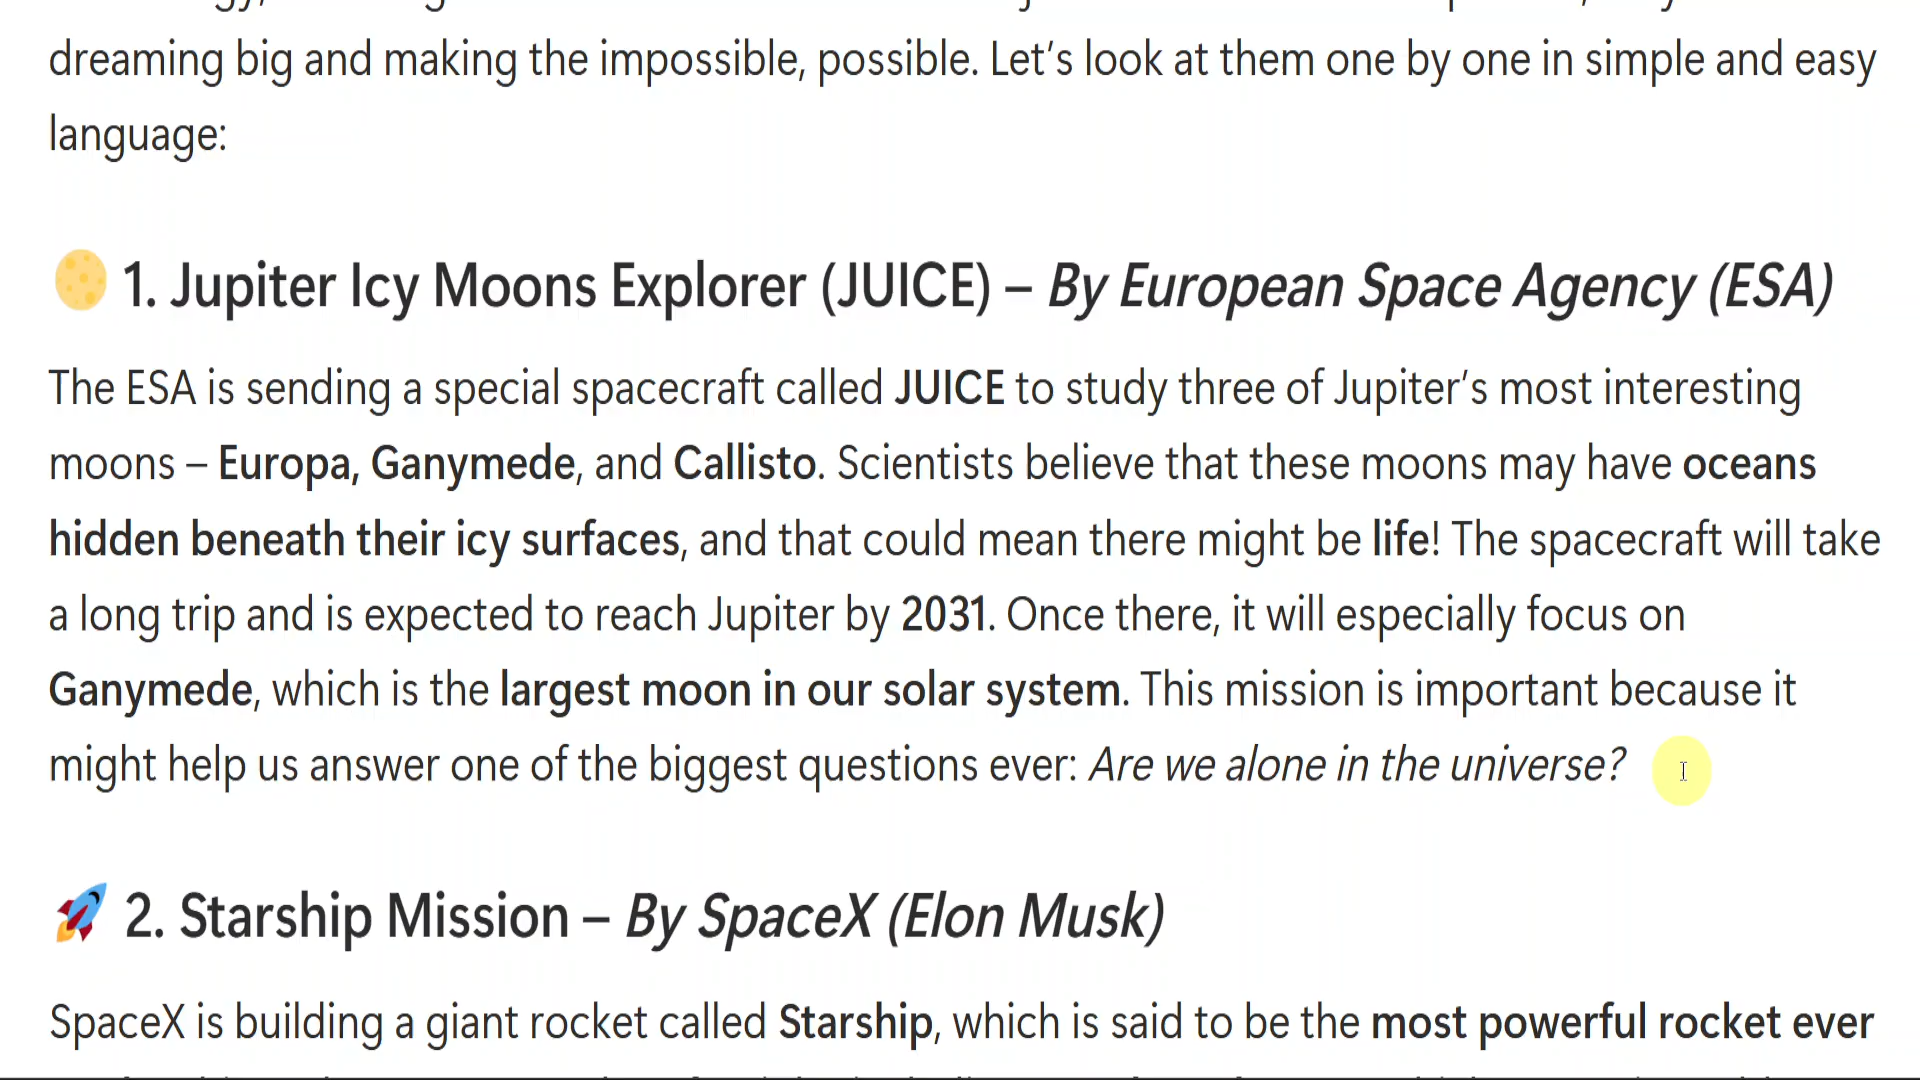 dreaming big and making the impossible, possible. Let’s look at them one by one in simple and easy
language:
1. Jupiter Icy Moons Explorer (JUICE) – By European Space Agency (ESA)
The ESA is sending a special spacecraft called JUICE to study three of Jupiter’s most interesting
moons – Europa, Ganymede, and Callisto. Scientists believe that these moons may have oceans
hidden beneath their icy surfaces, and that could mean there might be life! The spacecraft will take
a long trip and is expected to reach Jupiter by 2031. Once there, it will especially focus on
Ganymede, which is the largest moon in our solar system. This mission is important because it
might help us answer one of the biggest questions ever: Are we alone in the universe?
2. Starship Mission – By SpaceX (Elon Musk)
SpaceX is building a giant rocket called Starship, which is said to be the most powerful rocket ever